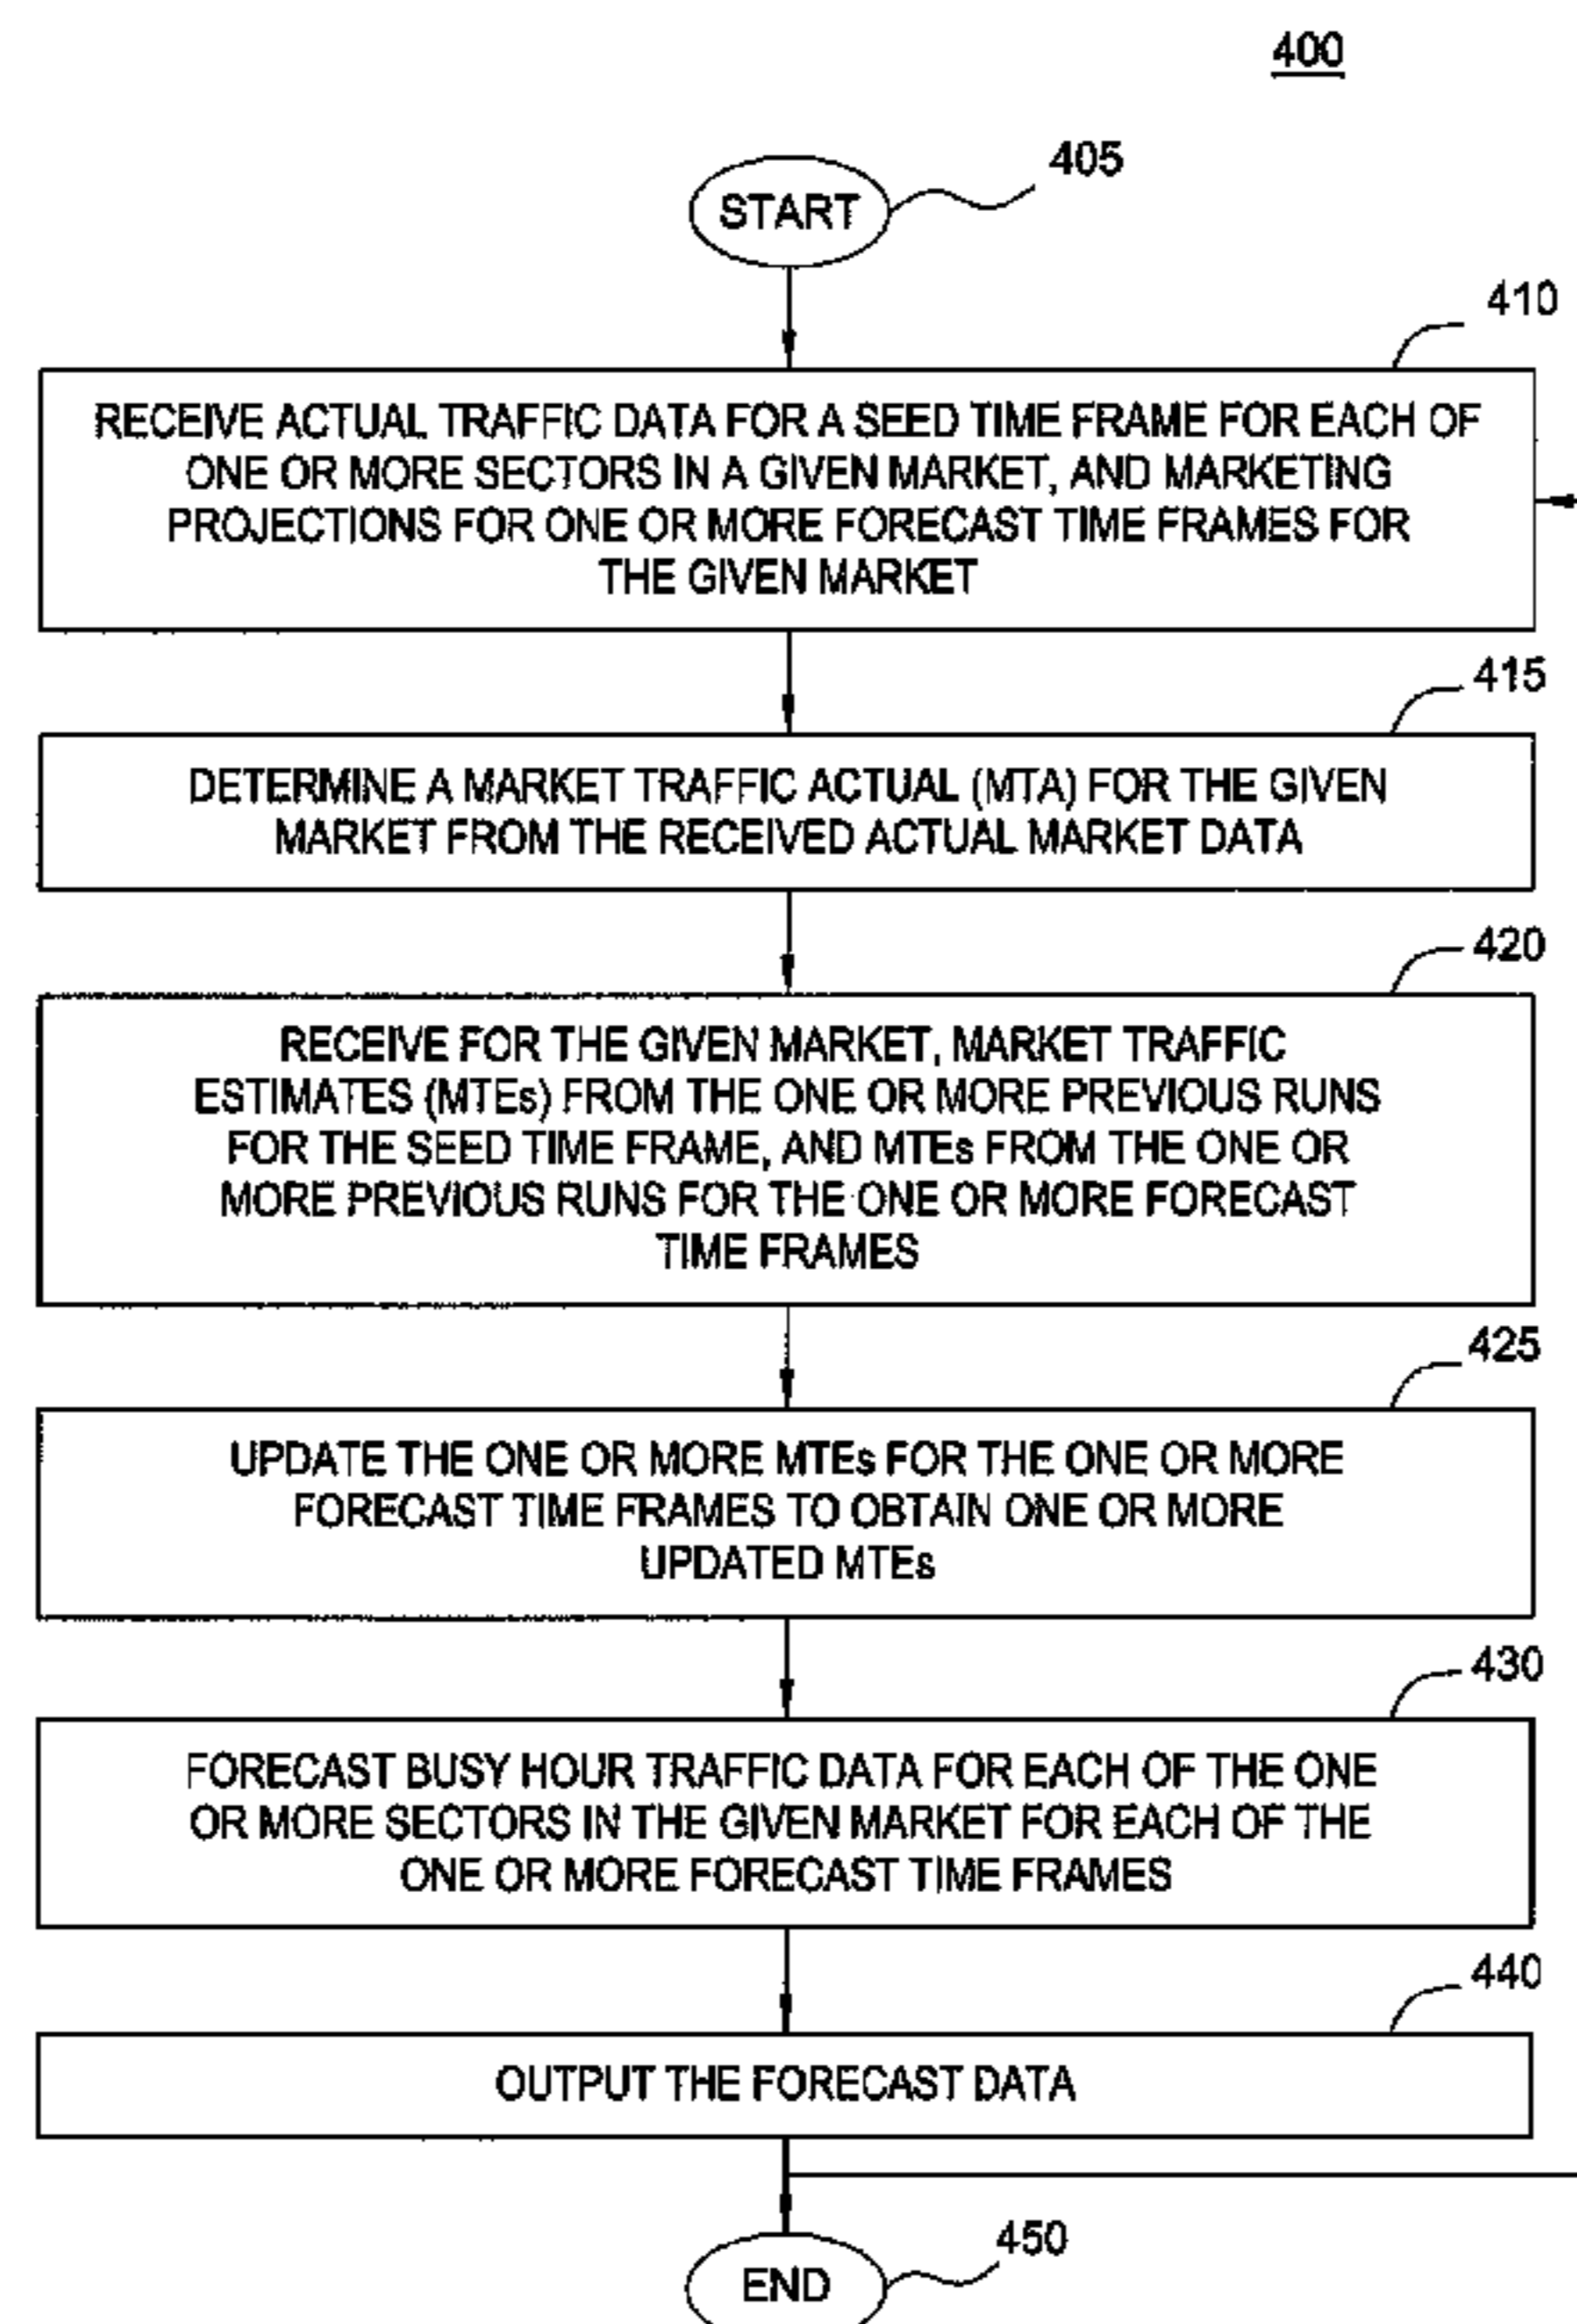 400
START
405
410
RECEIVE ACTUAL TRAFFIC DATA FOR A SEED TIME FRAME FOR EACH OF
ONE OR MORE SECTORS IN A GIVEN MARKET, AND MARKETING
PROJECTIONS FOR ONE OR MORE FORECAST TIME FRAMES FOR
THE GIVEN MARKET
415
DETERMINE A MARKET TRAFFIC ACTUAL (MTA) FOR THE GIVEN
MARKET FROM THE RECEIVED ACTUAL MARKET DATA
420
RECEIVE FOR THE GIVEN MARKET, MARKET TRAFFIC
ESTIMATES (MTEs) FROM THE ONE OR MORE PREVIOUS RUNS
FOR THE SEED TIME FRAME, AND MTEs FROM THE ONE OR
MORE PREVIOUS RUNS FOR THE ONE OR MORE FORECAST
TIME FRAMES
425
UPDATE THE ONE OR MORE MTEs FOR THE ONE OR MORE
FORECAST TIME FRAMES TO OBTAIN ONE OR MORE
UPDATED MTEs
430
FORECAST BUSY HOUR TRAFFIC DATA FOR EACH OF THE ONE
OR MORE SECTORS IN THE GIVEN MARKET FOR EACH OF THE
ONE OR MORE FORECAST TIME FRAMES
440
OUTPUT THE FORECAST DATA
450
END